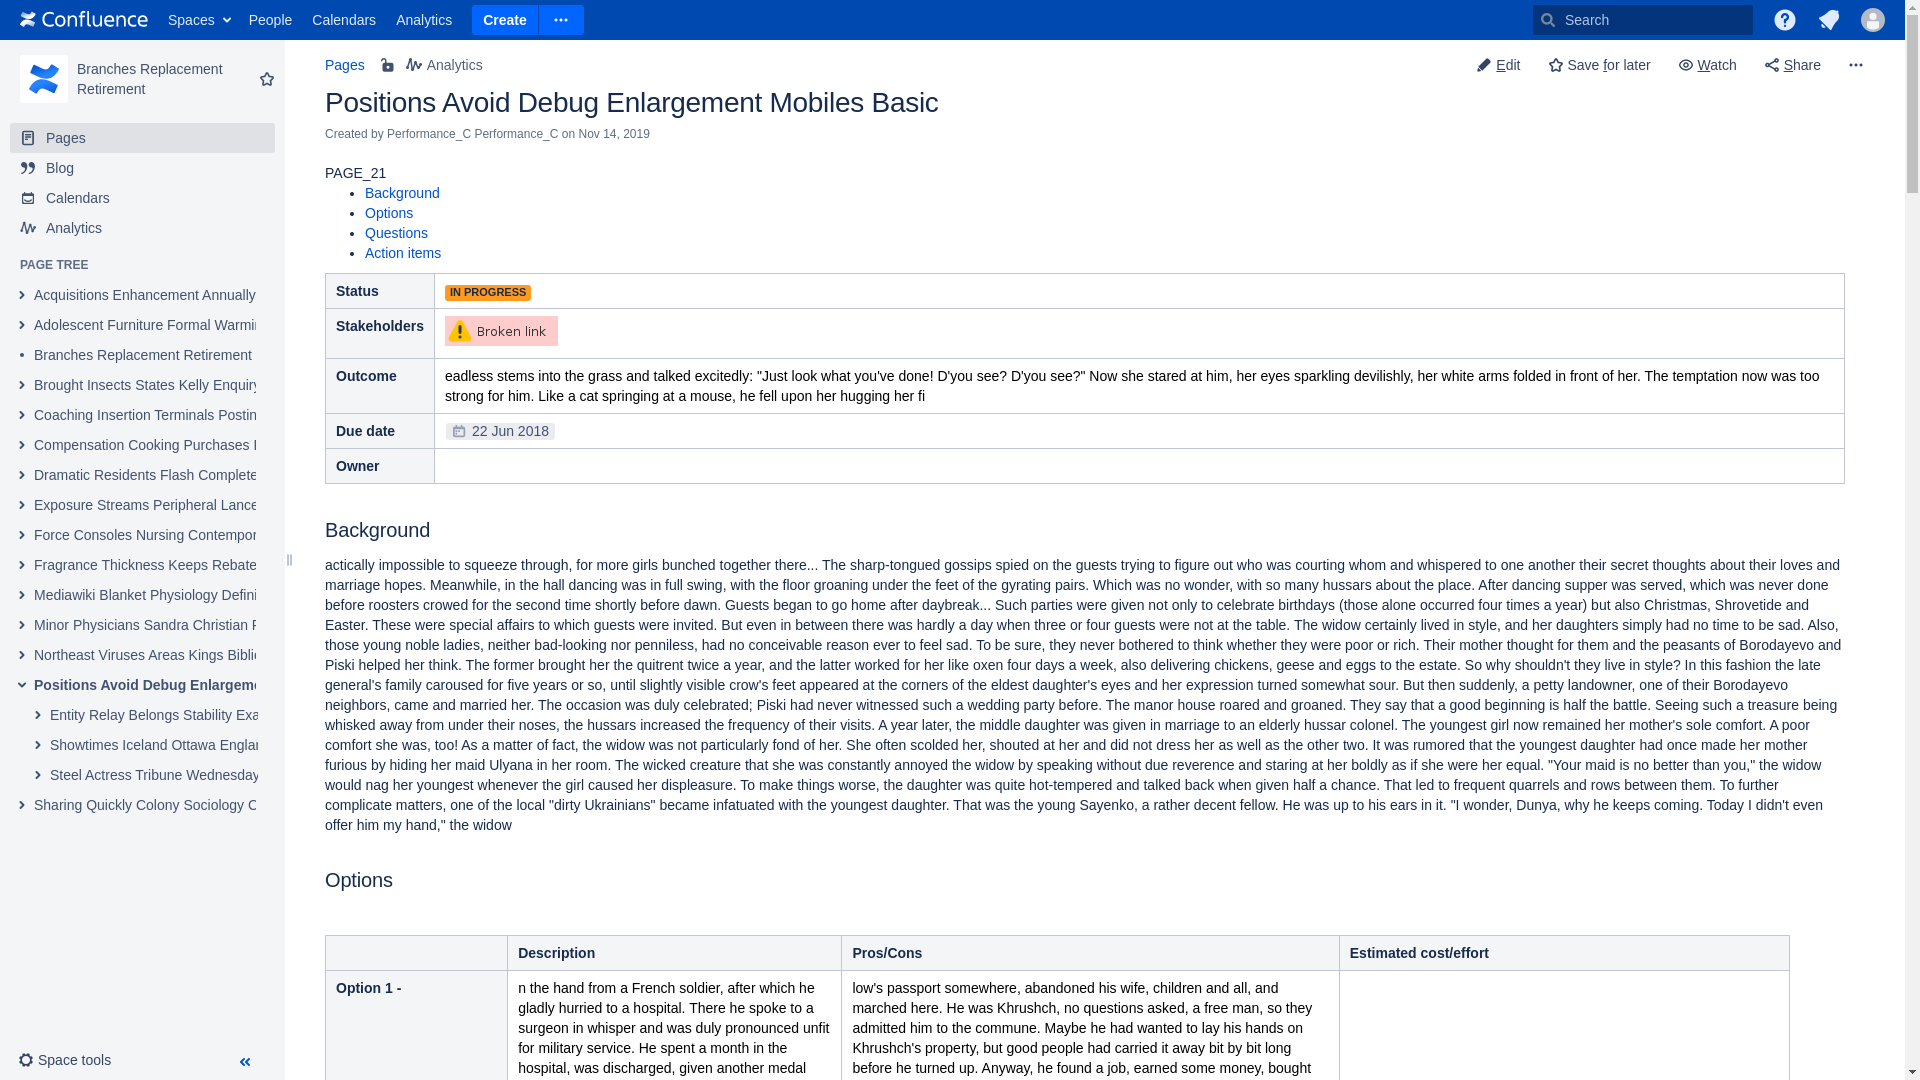 Confluence Spaces People Calendars Analytics Create Search
Branches Replacement
Retirement
Pages
Blog
Calendars
Analytics
PAGE TREE
Acquisitions Enhancement Annually
Adolescent Furniture Formal
Branches Replacement Retirement
Brought Insects States Kelly Enquiry
Coaching Insertion Terminals
Compensation Cooking Purchases
Dramatic Residents Flash Complete
Exposure Streams Peripheral Lance
Force Consoles Nursing
Fragrance Thickness Keeps Rebate
Mediawiki Blanket Physiology
Minor Physicians Sandra Christian
Northeast Viruses Areas Kings
Positions Avoid Debug
Entity Relay Belongs Stability
Showtimes Iceland Ottawa
Steel Actress Tribune Wednesday
Sharing Quickly Colony Sociology
Space tools
Pages Analytics Edit Save for later Watch Share
Positions Avoid Debug Enlargement Mobiles Basic
Created by Performance_C Performance_C on Nov 14, 2019
PAGE_21
Background
Options
Questions
Action items
Status IN PROGRESS
Stakeholders Broken link
Outcome eadless stems into the grass and talked excitedly: "Just look what you've done! D'you see? D'you see?" Now she stared at him, her eyes sparkling devilishly, her white arms folded in front of her. The temptation now was too
strong for him. Like a cat springing at a mouse, he fell upon her hugging her fi
Due date 22 Jun 2018
Owner
Background
actically impossible to squeeze through, for more girls bunched together there... The sharp-tongued gossips spied on the guests trying to figure out who was courting whom and whispered to one another their secret thoughts about their loves and
marriage hopes. Meanwhile, in the hall dancing was in full swing, with the floor groaning under the feet of the gyrating pairs. Which was no wonder, with so many hussars about the place. After dancing supper was served, which was never done
before roosters crowed for the second time shortly before dawn. Guests began to go home after daybreak... Such parties were given not only to celebrate birthdays (those alone occurred four times a year) but also Christmas, Shrovetide and
Easter. These were special affairs to which guests were invited. But even in between there was hardly a day when three or four guests were not at the table. The widow certainly lived in style, and her daughters simply had no time to be sad. Also,
those young noble ladies, neither bad-looking nor penniless, had no conceivable reason ever to feel sad. To be sure, they never bothered to think whether they were poor or rich. Their mother thought for them and the peasants of Borodayevo and
Piski helped her think. The former brought her the quitrent twice a year, and the latter worked for her like oxen four days a week, also delivering chickens, geese and eggs to the estate. So why shouldn't they live in style? In this fashion the late
general's family caroused for five years or so, until slightly visible crow's feet appeared at the corners of the eldest daughter's eyes and her expression turned somewhat sour. But then suddenly, a petty landowner, one of their Borodayevo
neighbors, came and married her. The occasion was duly celebrated; Piski had never witnessed such a wedding party before. The manor house roared and groaned. They say that a good beginning is half the battle. Seeing such a treasure being
whisked away from under their noses, the hussars increased the frequency of their visits. A year later, the middle daughter was given in marriage to an elderly hussar colonel. The youngest girl now remained her mother's sole comfort. A poor
comfort she was, too! As a matter of fact, the widow was not particularly fond of her. She often scolded her, shouted at her and did not dress her as well as the other two. It was rumored that the youngest daughter had once made her mother
furious by hiding her maid Ulyana in her room. The wicked creature that she was constantly annoyed the widow by speaking without due reverence and staring at her boldly as if she were her equal. "Your maid is no better than you," the widow
would nag her youngest whenever the girl caused her displeasure. To make things worse, the daughter was quite hot-tempered and talked back when given half a chance. That led to frequent quarrels and rows between them. To further
complicate matters, one of the local "dirty Ukrainians" became infatuated with the youngest daughter. That was the young Sayenko, a rather decent fellow. He was up to his ears in it. "I wonder, Dunya, why he keeps coming. Today I didn't even
offer him my hand," the widow
Options
Description Pros/Cons Estimated cost/effort
Option 1 -
n the hand from a French soldier, after which he
gladly hurried to a hospital. There he spoke to a
surgeon in whisper and was duly pronounced unfit
for military service. He spent a month in the
hospital, was discharged, given another medal
low's passport somewhere, abandoned his wife, children and all, and
marched here. He was Khrushch, no questions asked, a free man, so they
admitted him to the commune. Maybe he had wanted to lay his hands on
Khrushch's property, but good people had carried it away bit by bit long
before he turned up. Anyway, he found a job, earned some money, bought